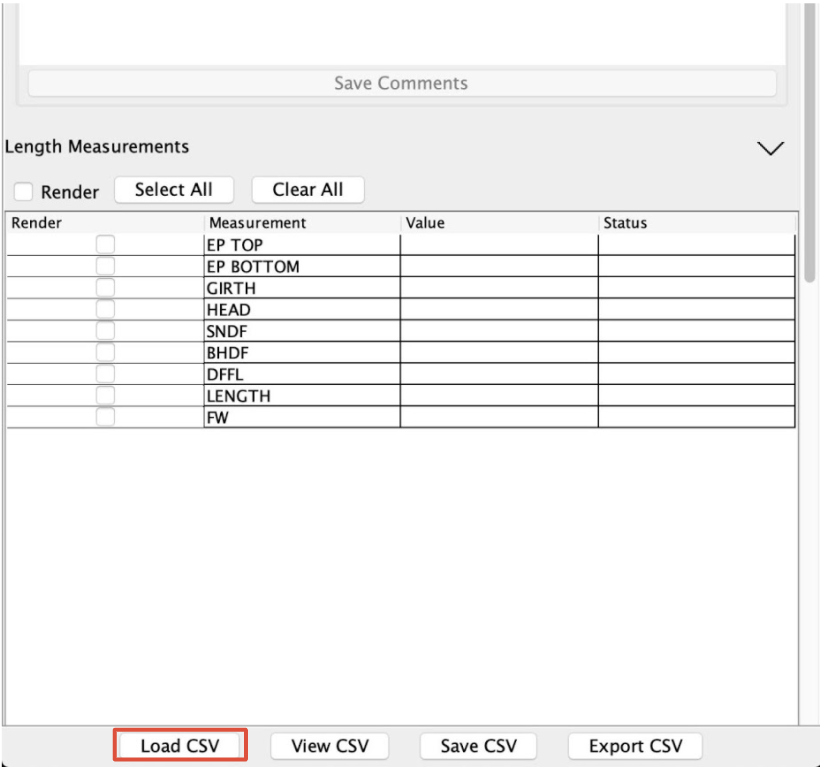 Save Comments
Length Measurements
Render Select All Clear All
Render Measurement Value Status
EP TOP
EP BOTTOM
GIRTH
HEAD
SNDF
BHDF
DFFL
LENGTH
FW
Load CSV View CSV Save CSV Export CSV